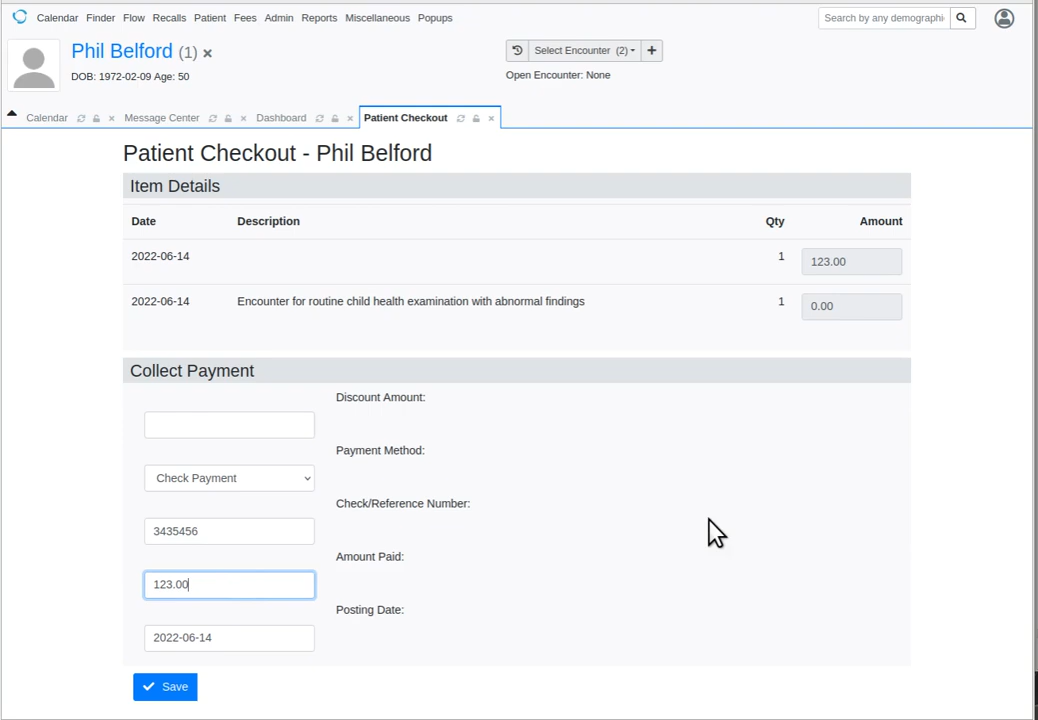 Calendar Finder Flow Recalls Patient Fees Admin Reports Miscellaneous Popups
Search by any demographi
Phil Belford (1)
DOB: 1972-02-09 Age: 50
Select Encounter (2)
Open Encounter: None
Calendar Message Center Dashboard Patient Checkout
Patient Checkout - Phil Belford
Item Details
Date Description Qty Amount
2022-06-14 1 123.00
2022-06-14 Encounter for routine child health examination with abnormal findings 1 0.00
Collect Payment
Discount Amount:
Payment Method:
Check Payment
Check/Reference Number:
3435456
Amount Paid:
123.00
Posting Date:
2022-06-14
Save